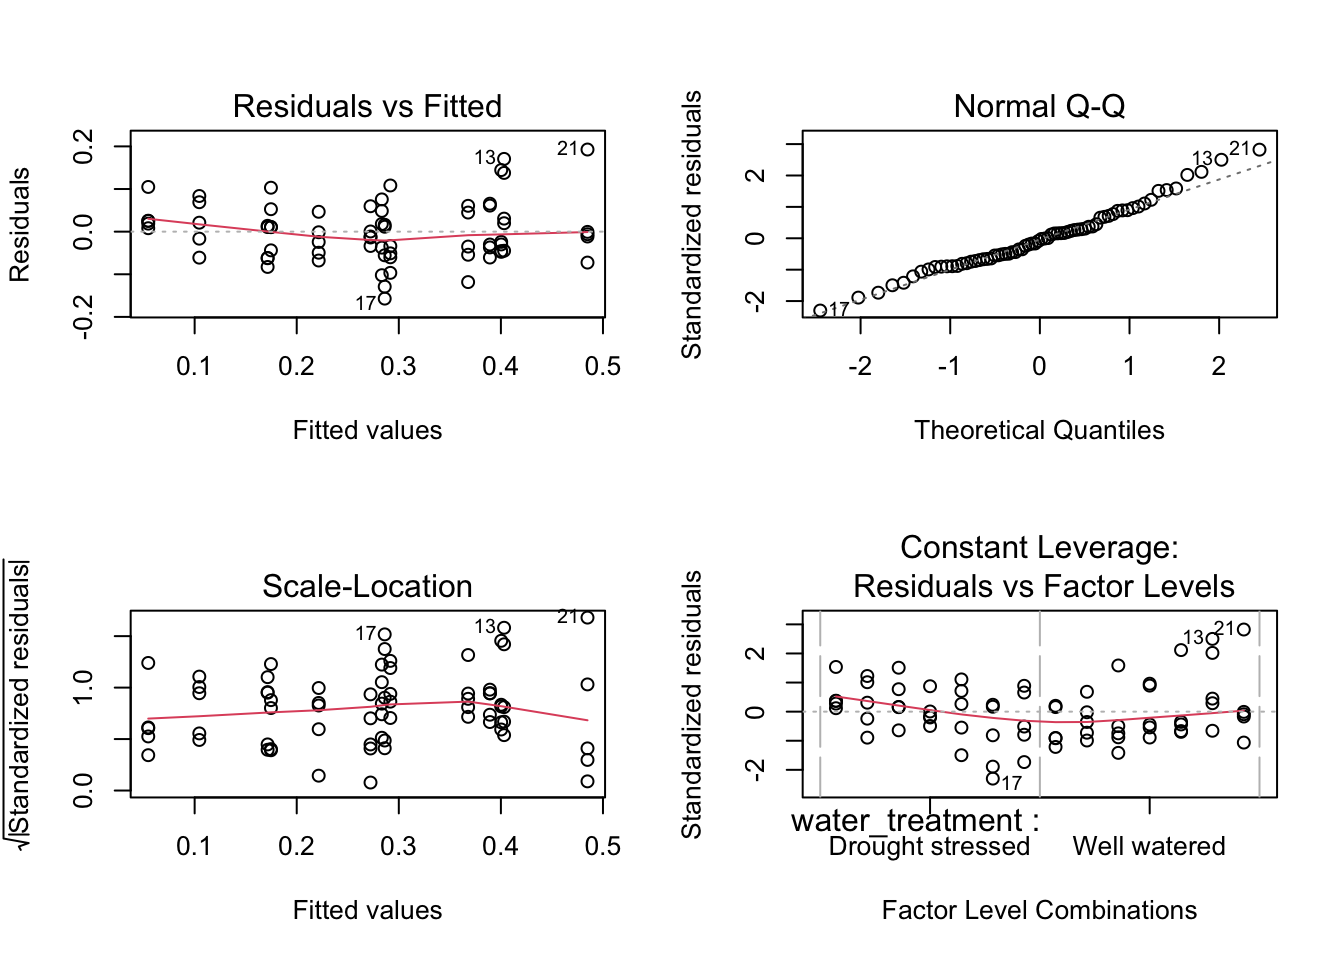 Residuals vs Fitted
Residuals
0.2
0.0
-0.2
13
21
17
0.1 0.2 0.3 0.4 0.5
Fitted values
Normal Q-Q
Standardized residuals
2
0
-2
13 21
17
-2 -1 0 1 2
Theoretical Quantiles
Scale-Location
√|Standardized residuals|
1.0
0.0
17
13
21
0.1 0.2 0.3 0.4 0.5
Fitted values
Constant Leverage:
Residuals vs Factor Levels
Standardized residuals
2
0
-2
13 21
17
water_treatment :
Drought stressed Well watered
Factor Level Combinations